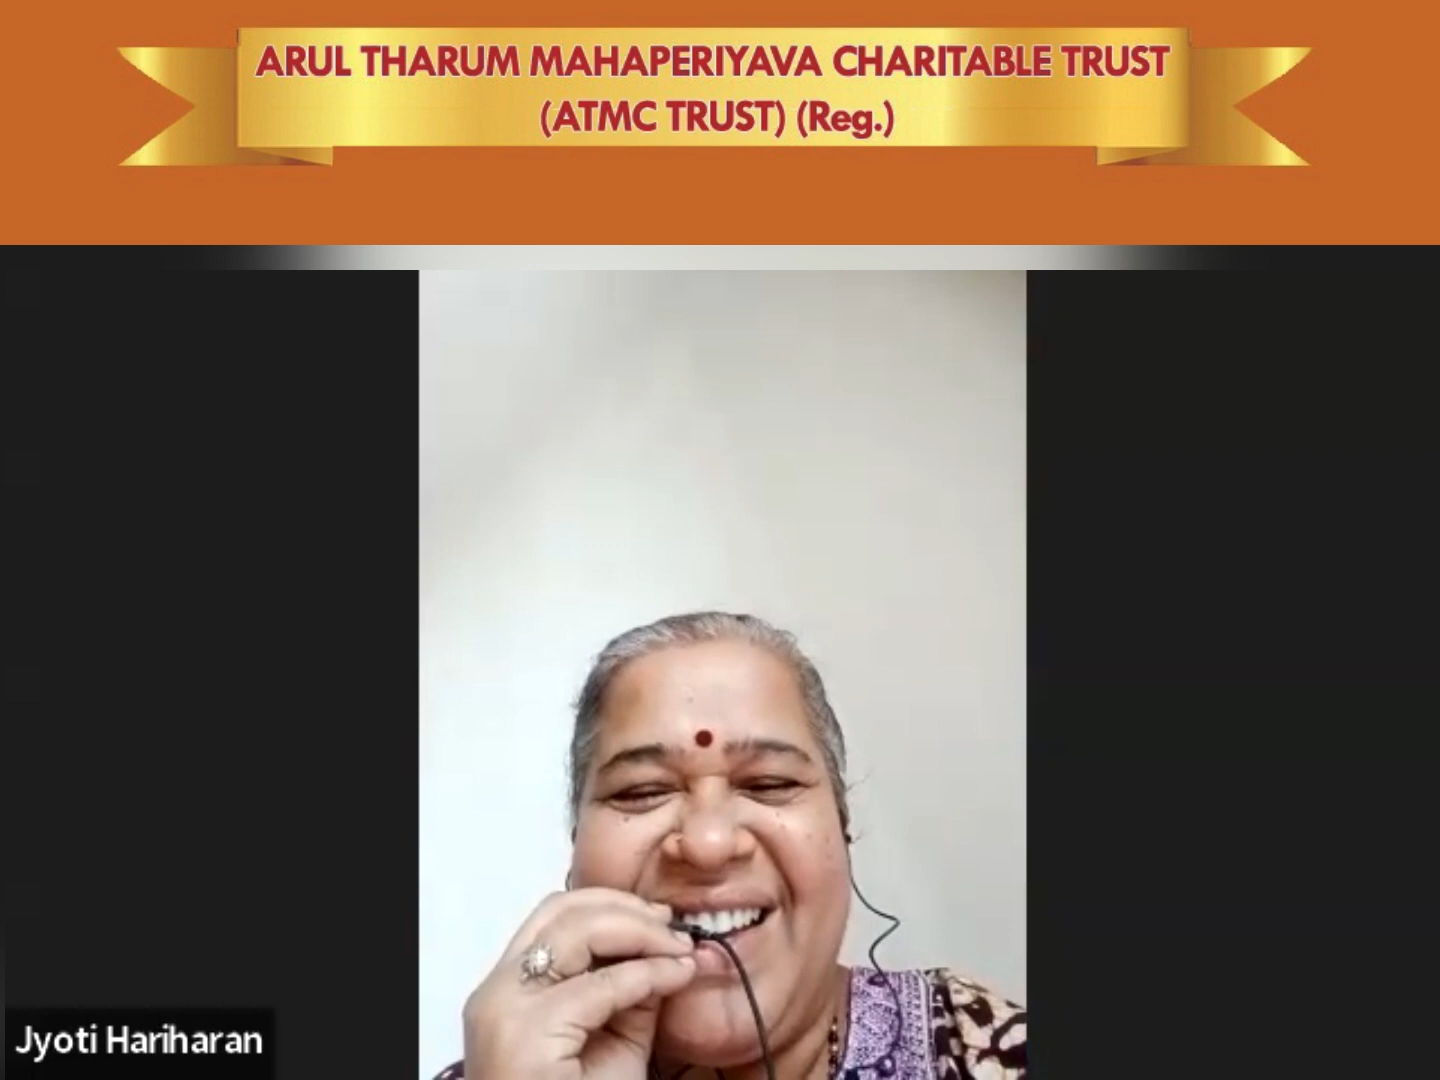 ARUL THARUM MAHAPERIYAVA CHARITABLE TRUST
(ATMC TRUST) (Reg.)
Jyoti Hariharan